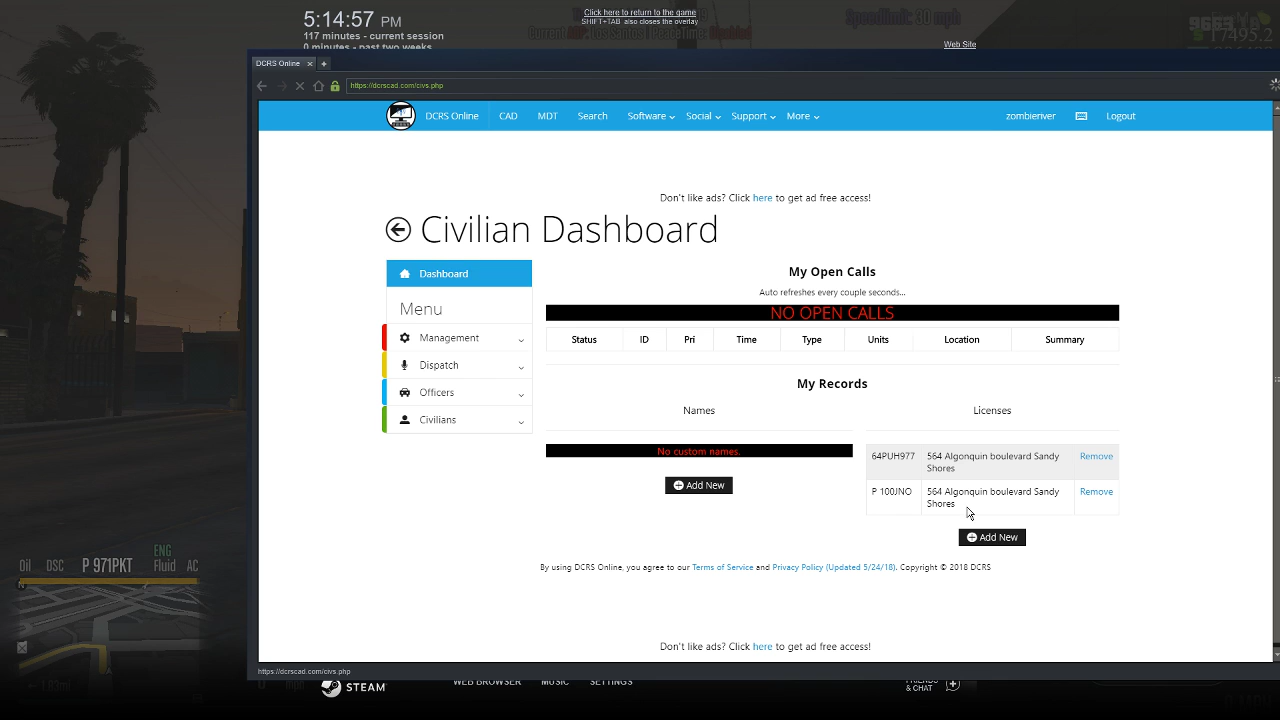 5:14:57 PM
117 minutes - current session
0 minutes - past two weeks
Click here to return to the game
SHIFT+TAB also closes the overlay
Speedlimit: 30 mph
Web Site
17495.2
DCRS Online x +
https://dcrscad.com/civs.php
DCRS Online CAD MDT Search Software Social Support More zombieriver Logout
Don't like ads? Click here to get ad free access!
Civilian Dashboard
Dashboard
Menu
Management
Dispatch
Officers
Civilians
My Open Calls
Auto refreshes every couple seconds...
NO OPEN CALLS
Status ID Pri Time Type Units Location Summary
My Records
Names
No custom names.
Add New
Licenses
64PUH977 564 Algonquin boulevard Sandy Shores Remove
P 100JNO 564 Algonquin boulevard Sandy Shores Remove
Add New
By using DCRS Online, you agree to our Terms of Service and Privacy Policy (Updated 5/24/18). Copyright © 2018 DCRS
Don't like ads? Click here to get ad free access!
https://dcrscad.com/civs.php
Oil DSC P 971PKT ENG Fluid AC
STEAM
WEB BROWSER MUSIC SETTINGS
FRIENDS & CHAT